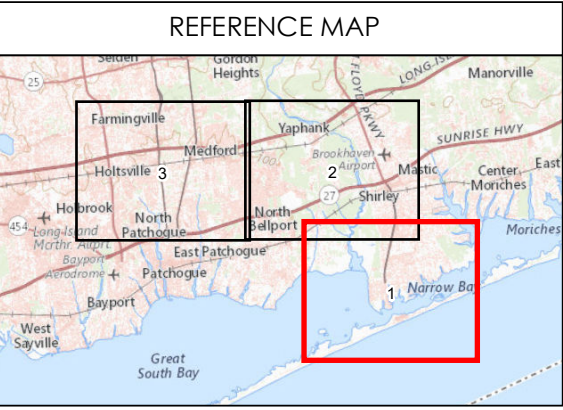 REFERENCE MAP
Selden
Gordon
Heights
LONG-ISL
Manorville
25
FLOYD PKWY
Farmingville
Yaphank
SUNRISE HWY
Medford
Brookhaven
Airport
2
Holtsville
3
Mastic
Center
Moriches
East
27
Shirley
Holbrook
North
Patchogue
North
Bellport
454
Long-Island
Mcrthr. Airprt.
Moriches
East Patchogue
Bayport
Aerodrome
Patchogue
Bayport
1
Narrow Bay
West
Sayville
Great
South Bay